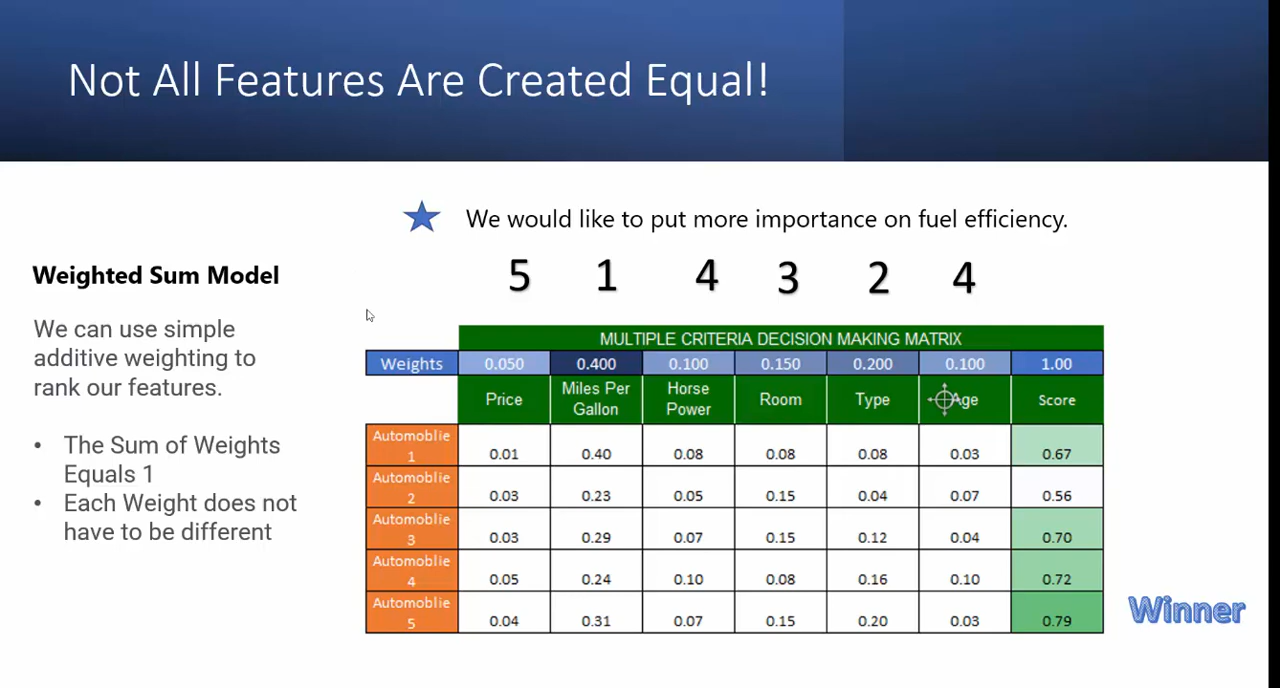 Not All Features Are Created Equal!
We would like to put more importance on fuel efficiency.
Weighted Sum Model
We can use simple
additive weighting to
rank our features.
• The Sum of Weights
Equals 1
• Each Weight does not
have to be different
5 1 4 3 2 4
MULTIPLE CRITERIA DECISION MAKING MATRIX
Weights 0.050 0.400 0.100 0.150 0.200 0.100 1.00
Price Miles Per Gallon Horse Power Room Type Age Score
Automoblie 1 0.01 0.40 0.08 0.08 0.08 0.03 0.67
Automoblie 2 0.03 0.23 0.05 0.15 0.04 0.07 0.56
Automoblie 3 0.03 0.29 0.07 0.15 0.12 0.04 0.70
Automoblie 4 0.05 0.24 0.10 0.08 0.16 0.10 0.72
Automoblie 5 0.04 0.31 0.07 0.15 0.20 0.03 0.79
Winner